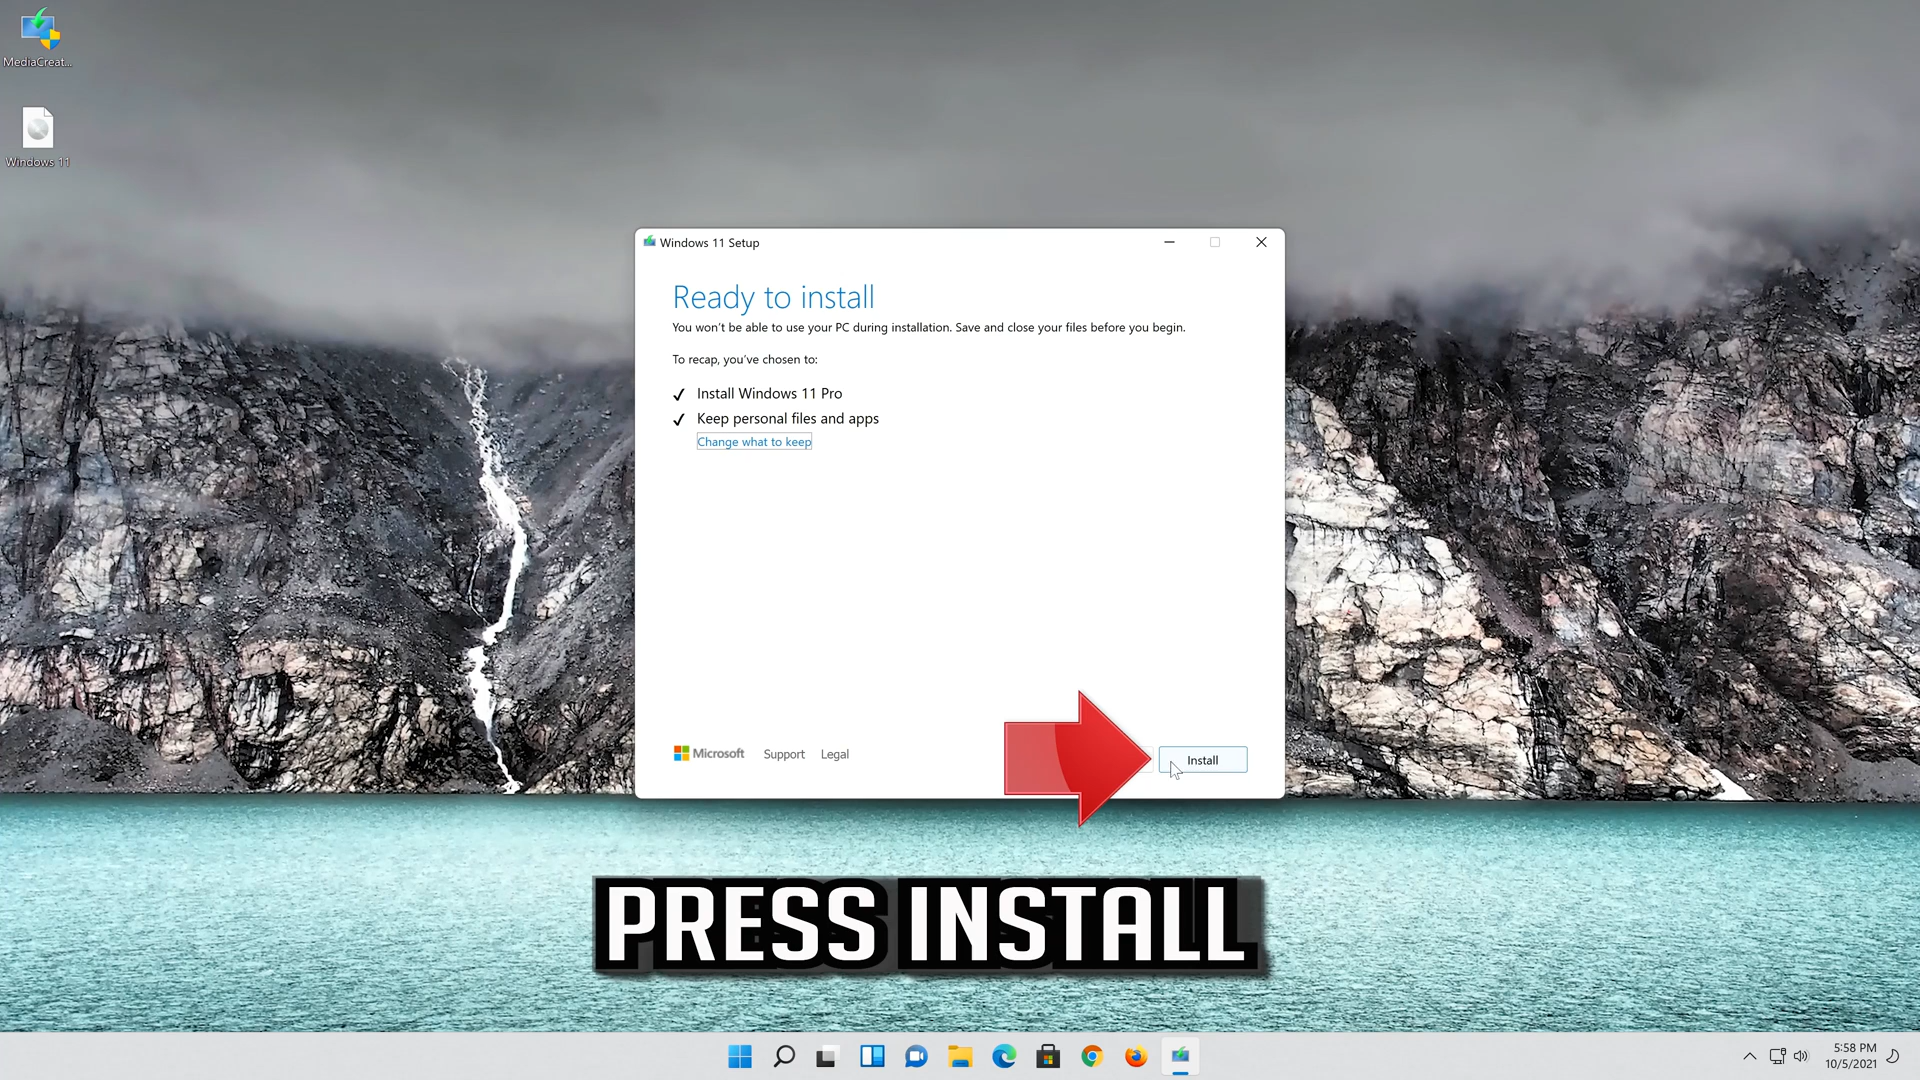 MediaCreat...
Windows 11
Windows 11 Setup
Ready to install
You won't be able to use your PC during installation. Save and close your files before you begin.
To recap, you've chosen to:
Install Windows 11 Pro
Keep personal files and apps
Change what to keep
Microsoft Support Legal
Install
PRESS INSTALL
5:58 PM
10/5/2021